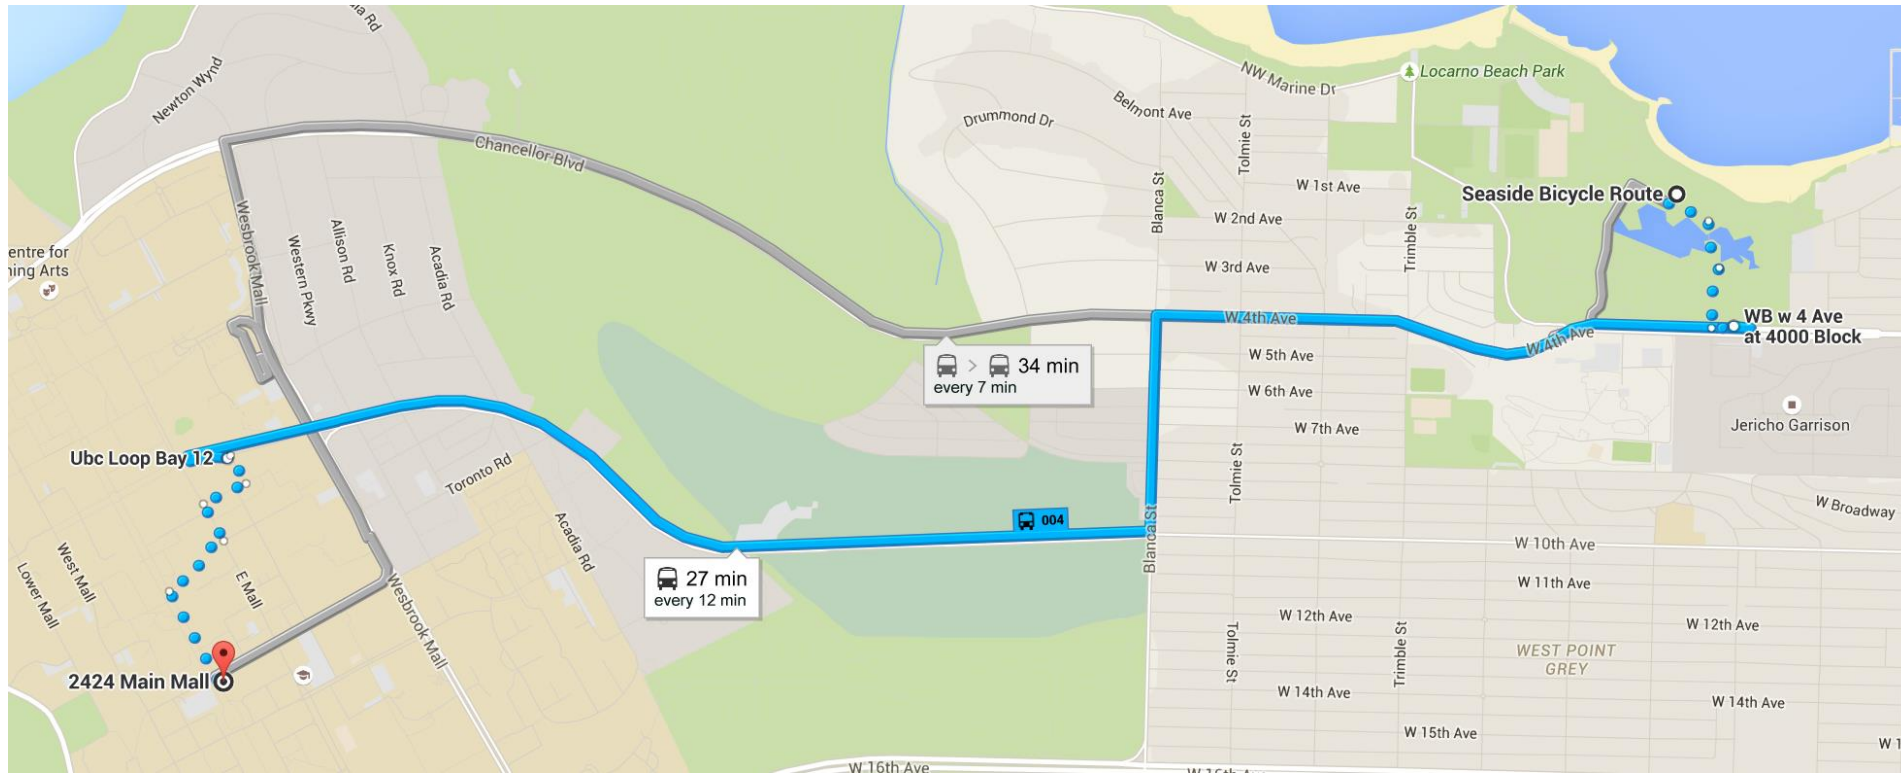 ia Rd
Newton Wynd
NW Marine Dr
Locarno Beach Park
Belmont Ave
Drummond Dr
Tolmie St
Chancellor Blvd
W 1st Ave
Seaside Bicycle Route
Blanca St
W 2nd Ave
Trimble St
Wesbrook Mall
Western Pkwy
Allison Rd
Knox Rd
Acadia Rd
entre for
ning Arts
W 3rd Ave
W 4th Ave
WB w 4 Ave
at 4000 Block
W 4th Ave
W 5th Ave
> 34 min
every 7 min
W 6th Ave
Jericho Garrison
W 7th Ave
Ubc Loop Bay 12
Toronto Rd
Tolmie St
W Broadway
Acadia Rd
004
Blanca St
W 10th Ave
West Mall
Lower Mall
E Mall
27 min
every 12 min
W 11th Ave
Wesbrook Mall
W 12th Ave
W 12th Ave
Tolmie St
Trimble St
WEST POINT
GREY
2424 Main Mall
W 14th Ave
W 14th Ave
W 15th Ave
W 1
W 16th Ave
W 16th Ave